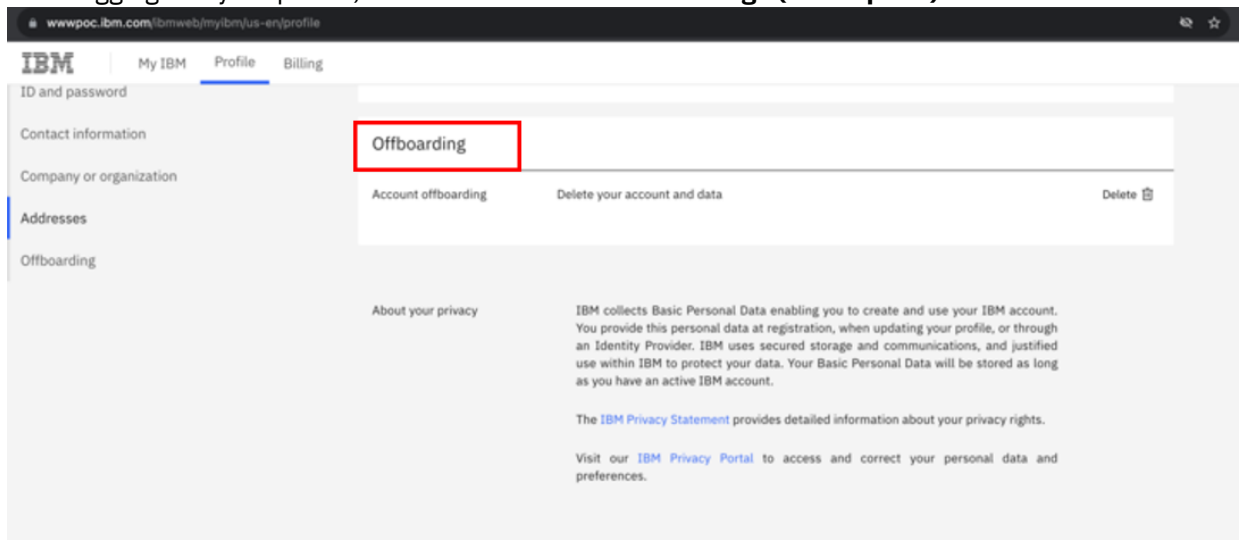 wwwpoc.ibm.com/ibmweb/myibm/us-en/profile
IBM My IBM Profile Billing
ID and password
Contact information
Company or organization
Addresses
Offboarding
Offboarding
Account offboarding Delete your account and data Delete
About your privacy
IBM collects Basic Personal Data enabling you to create and use your IBM account.
You provide this personal data at registration, when updating your profile, or through
an Identity Provider. IBM uses secured storage and communications, and justified
use within IBM to protect your data. Your Basic Personal Data will be stored as long
as you have an active IBM account.
The IBM Privacy Statement provides detailed information about your privacy rights.
Visit our IBM Privacy Portal to access and correct your personal data and
preferences.